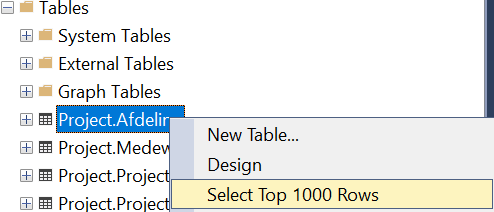 Tables
System Tables
External Tables
Graph Tables
Project.Afdelin
New Table...
Project.Medew
Design
Project.Project
Select Top 1000 Rows
Project.Project